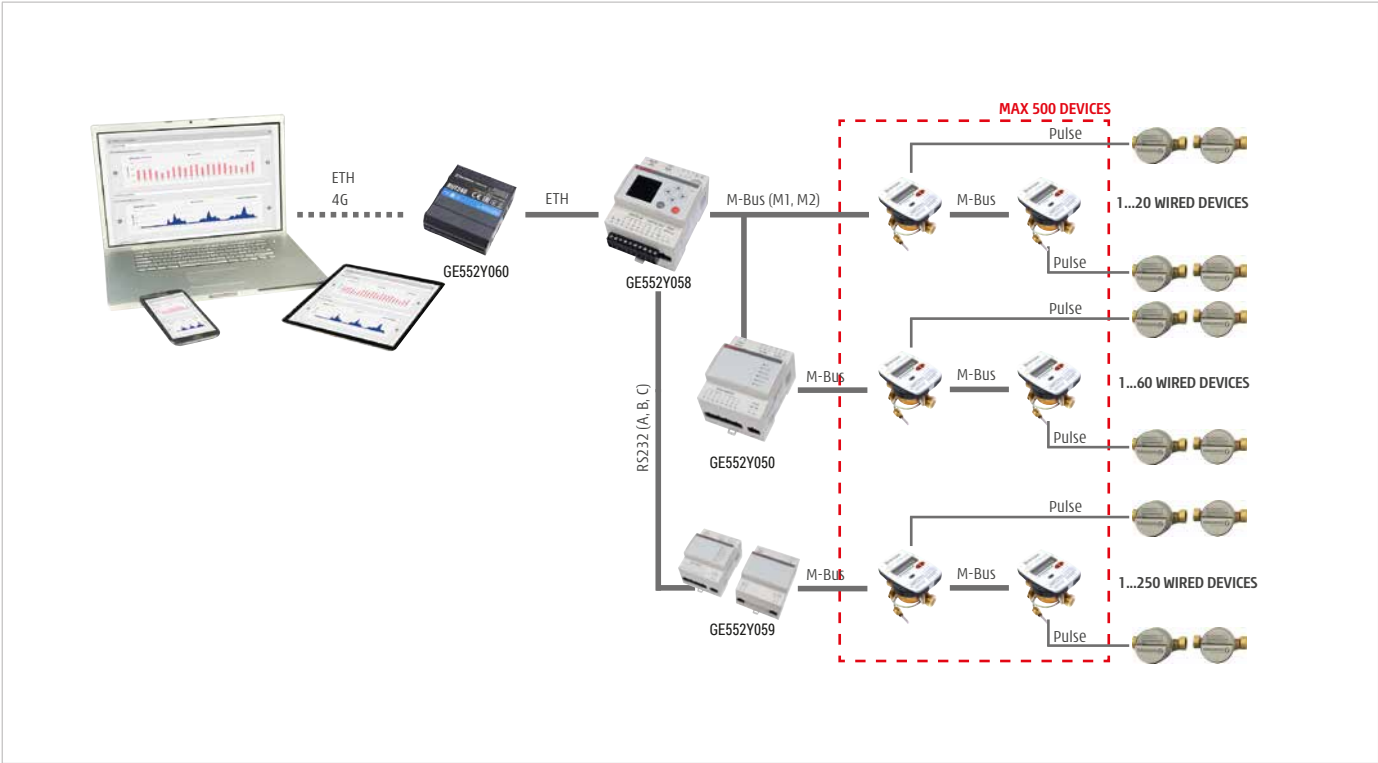 MAX 500 DEVICES
Pulse
ETH
4G
ETH
M-Bus (M1, M2)
M-Bus
1...20 WIRED DEVICES
GE552Y060
GE552Y058
Pulse
Pulse
M-Bus
M-Bus
1...60 WIRED DEVICES
RS232 (A, B, C)
GE552Y050
Pulse
Pulse
M-Bus
M-Bus
1...250 WIRED DEVICES
GE552Y059
Pulse